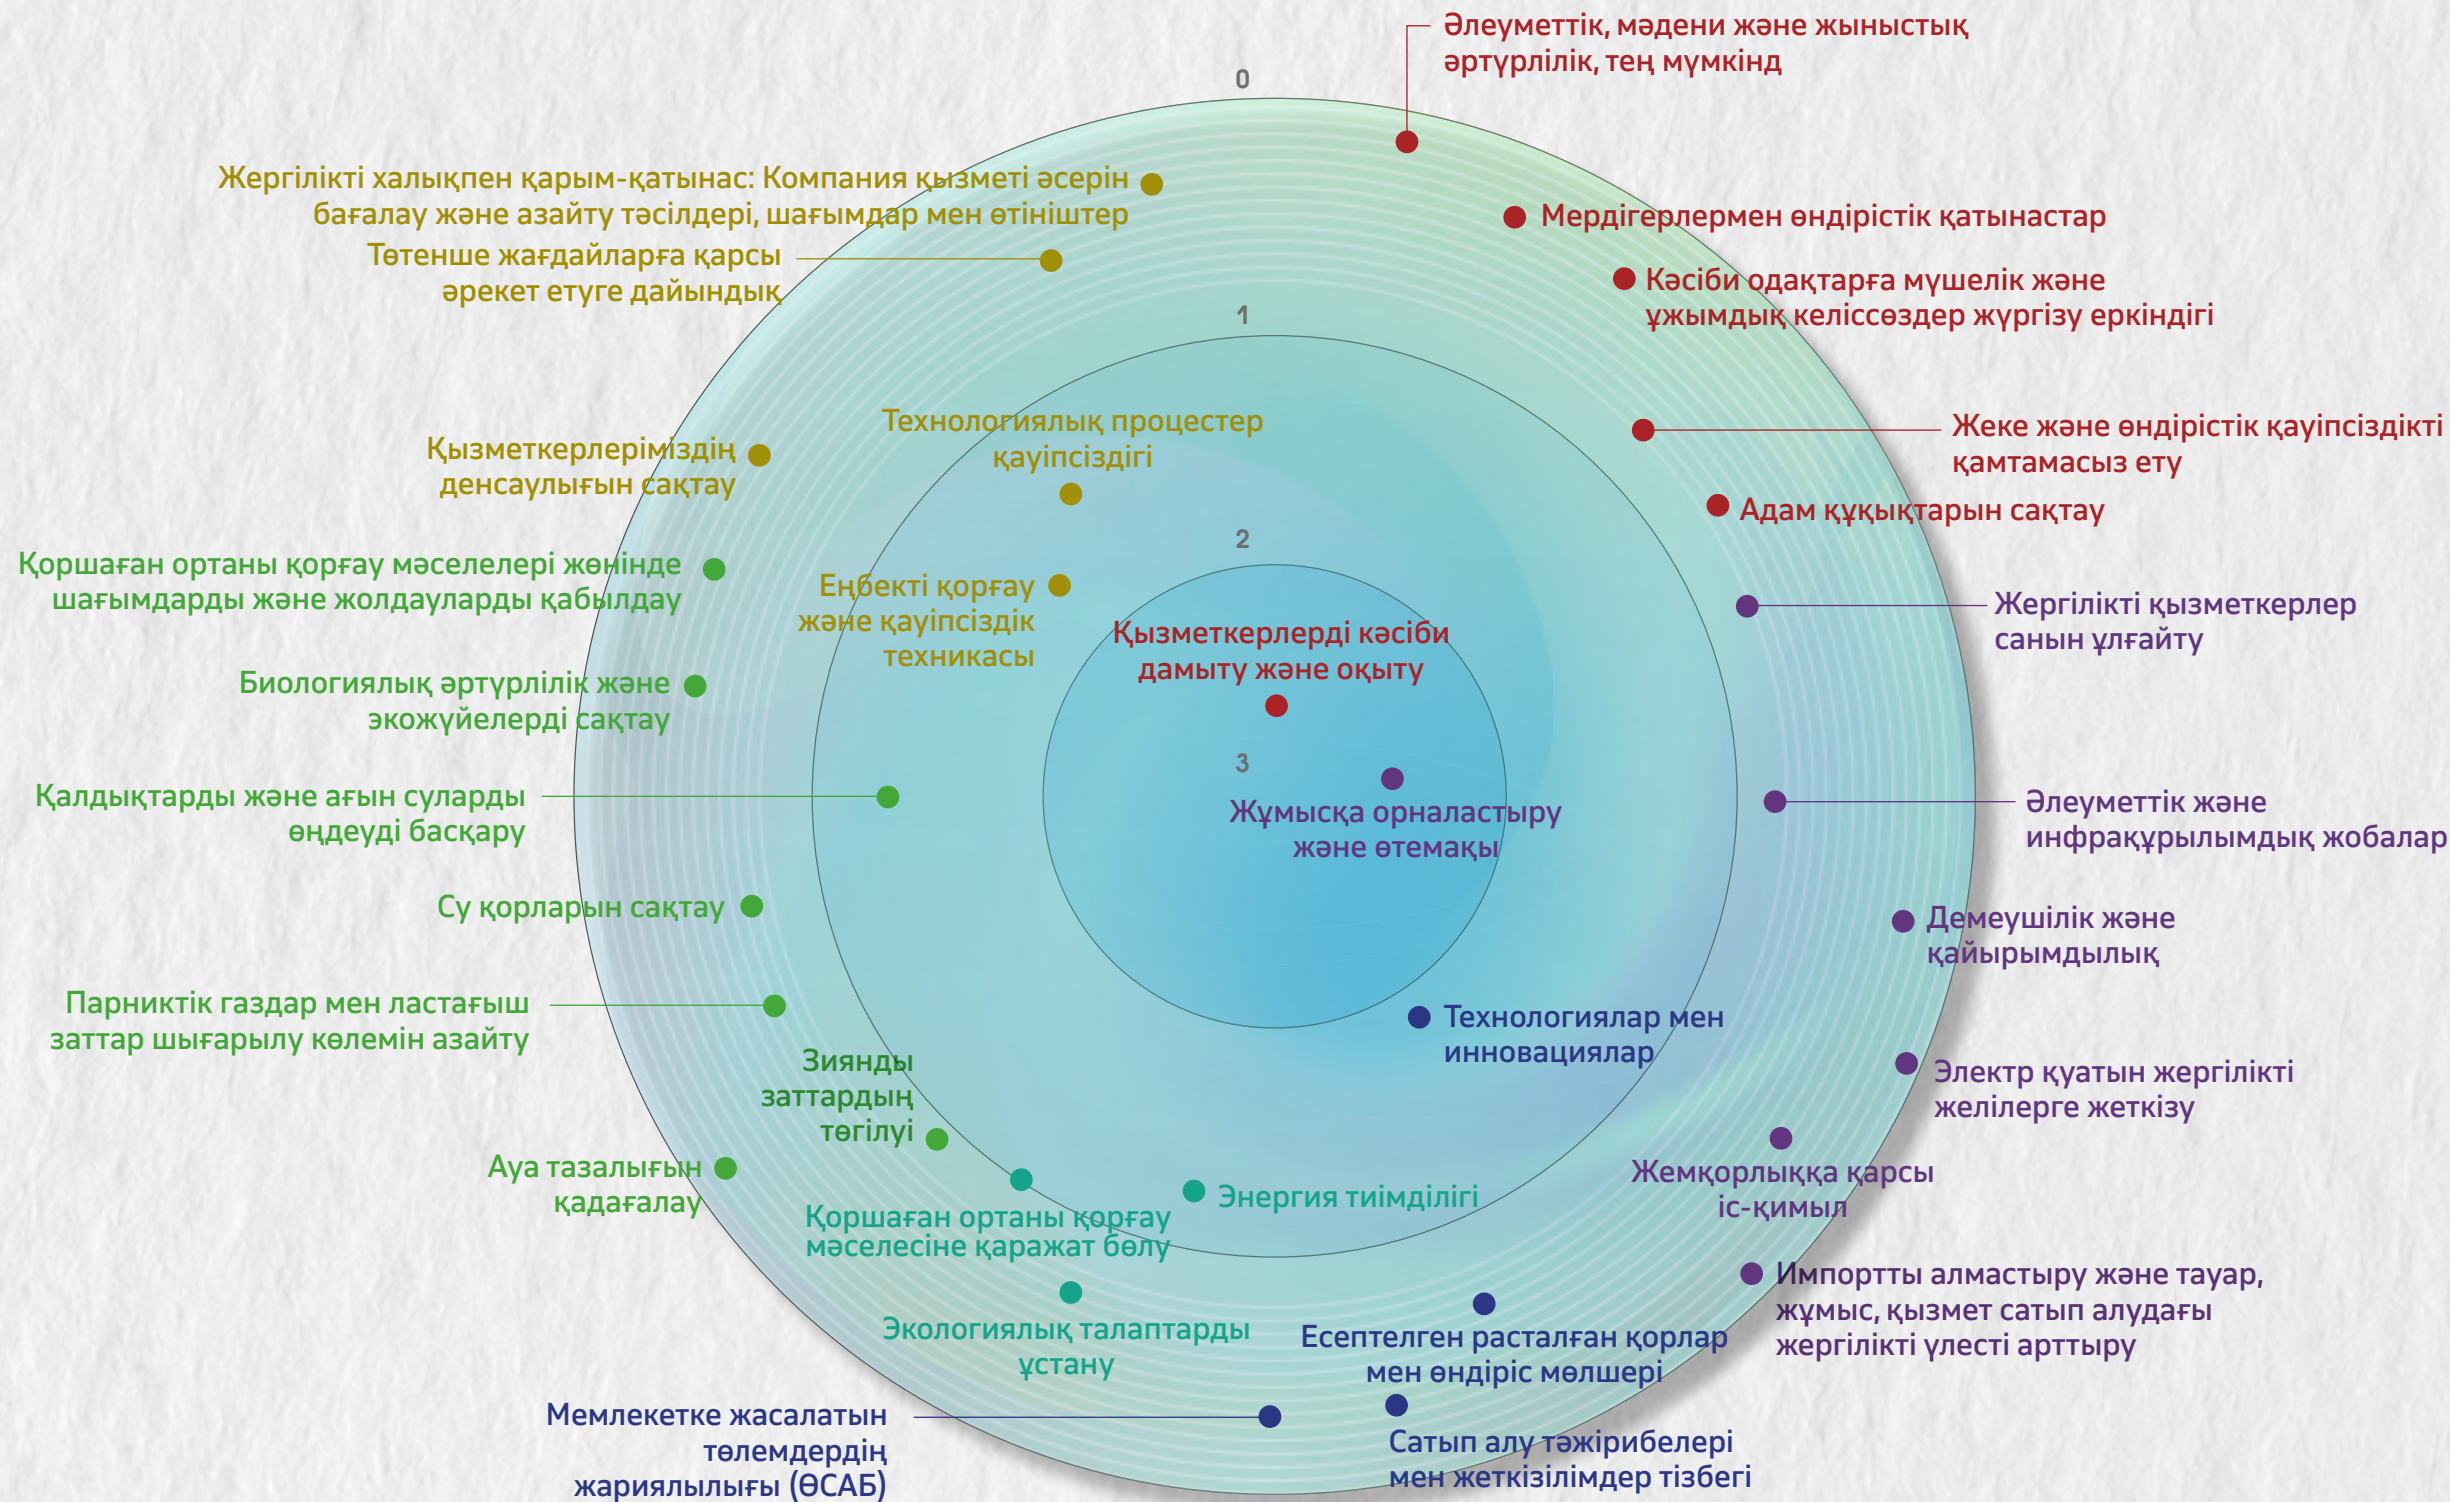 Әлеуметтік, мәдени және жыныстық
әртүрлілік, тең мүмкінд
0
Жергілікті халықпен қарым-қатынас: Компания қызметі әсерін
бағалау және азайту тәсілдері, шағымдар мен өтініштер
Мердігерлермен өндірістік қатынастар
Төтенше жағдайларға қарсы
әрекет етуге дайындық
Кәсіби одақтарға мүшелік және
ұжымдық келіссөздер жүргізу еркіндігі
1
Технологиялық процестер
қауіпсіздігі
Жеке және өндірістік қауіпсіздікті
қамтамасыз ету
Қызметкерлеріміздің
денсаулығын сақтау
Адам құқықтарын сақтау
2
Қоршаған ортаны қорғау мәселелері жөнінде
шағымдарды және жолдауларды қабылдау
Еңбекті қорғау
және қауіпсіздік
техникасы
Жергілікті қызметкерлер
санын ұлғайту
Қызметкерлерді кәсіби
дамыту және оқыту
Биологиялық әртүрлілік және
экожүйелерді сақтау
3
Жұмысқа орналастыру
және өтемақы
Қалдықтарды және ағын суларды
өңдеуді басқару
Әлеуметтік және
инфрақұрылымдық жобалар
Су қорларын сақтау
Демеушілік және
қайырымдылық
Парниктік газдар мен ластағыш
заттар шығарылу көлемін азайту
Технологиялар мен
инновациялар
Зиянды
заттардың
төгілуі
Электр қуатын жергілікті
желілерге жеткізу
Ауа тазалығын
қадағалау
Жемқорлыққа қарсы
іс-қимыл
Энергия тиімділігі
Қоршаған ортаны қорғау
мәселесіне қаражат бөлу
Импортты алмастыру және тауар,
жұмыс, қызмет сатып алудағы
жергілікті үлесті арттыру
Экологиялық талаптарды
ұстану
Есептелген расталған қорлар
мен өндіріс мөлшері
Мемлекетке жасалатын
төлемдердің
жариялылығы (ӨСАБ)
Сатып алу тәжірибелері
мен жеткізілімдер тізбегі